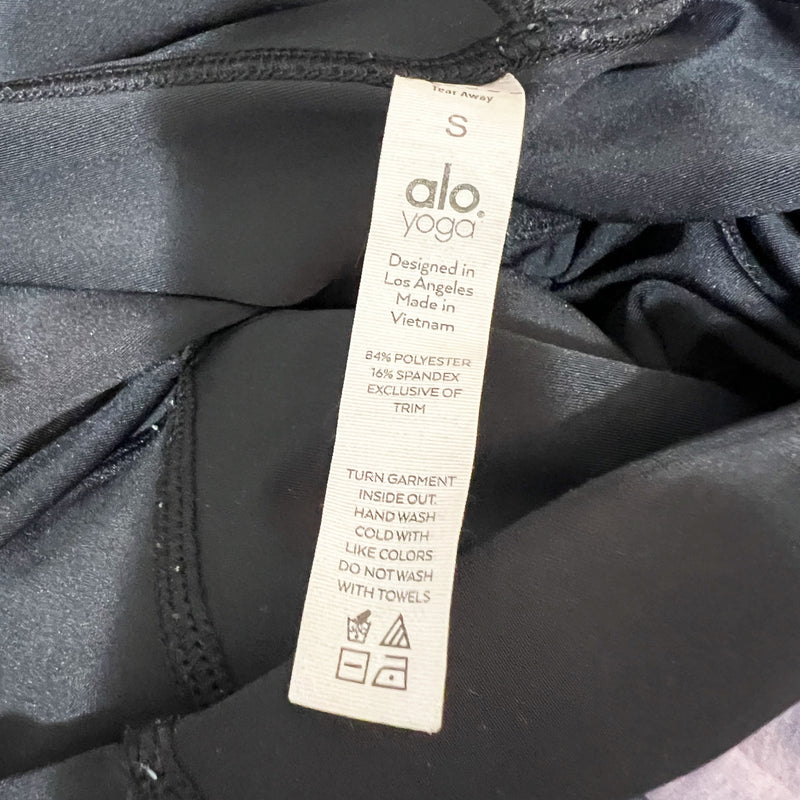 Tear Away
S
alo
yoga
Designed in
Los Angeles
Made in
Vietnam
84% POLYESTER
16% SPANDEX
EXCLUSIVE OF
TRIM
TURN GARMENT
INSIDE OUT.
HAND WASH
COLD WITH
LIKE COLORS
DO NOT WASH
WITH TOWELS